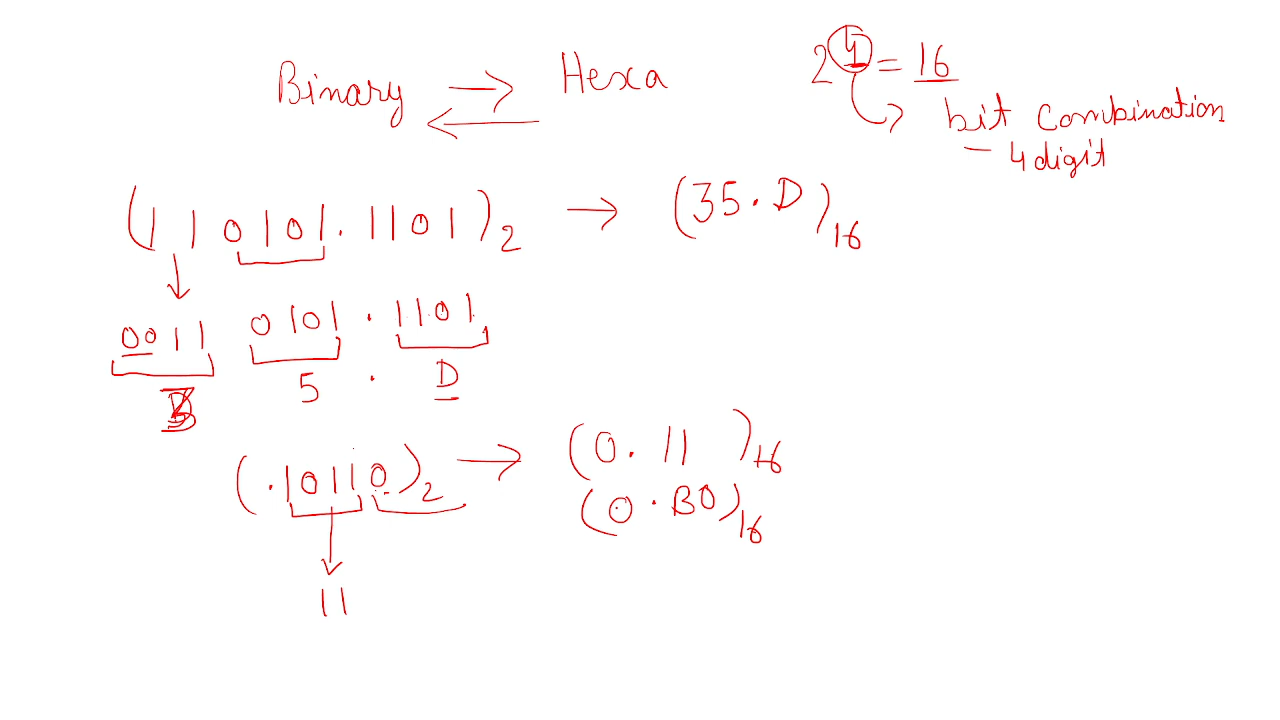 Binary → Hexa
←
2^4 = 16
bit combination
- 4 digit
(110101.1101)₂ → (35.D)₁₆
0011 0101 . 1101
5 . D
(.10110)₂ → (0.11 )₁₆
(0.B0)₁₆
11